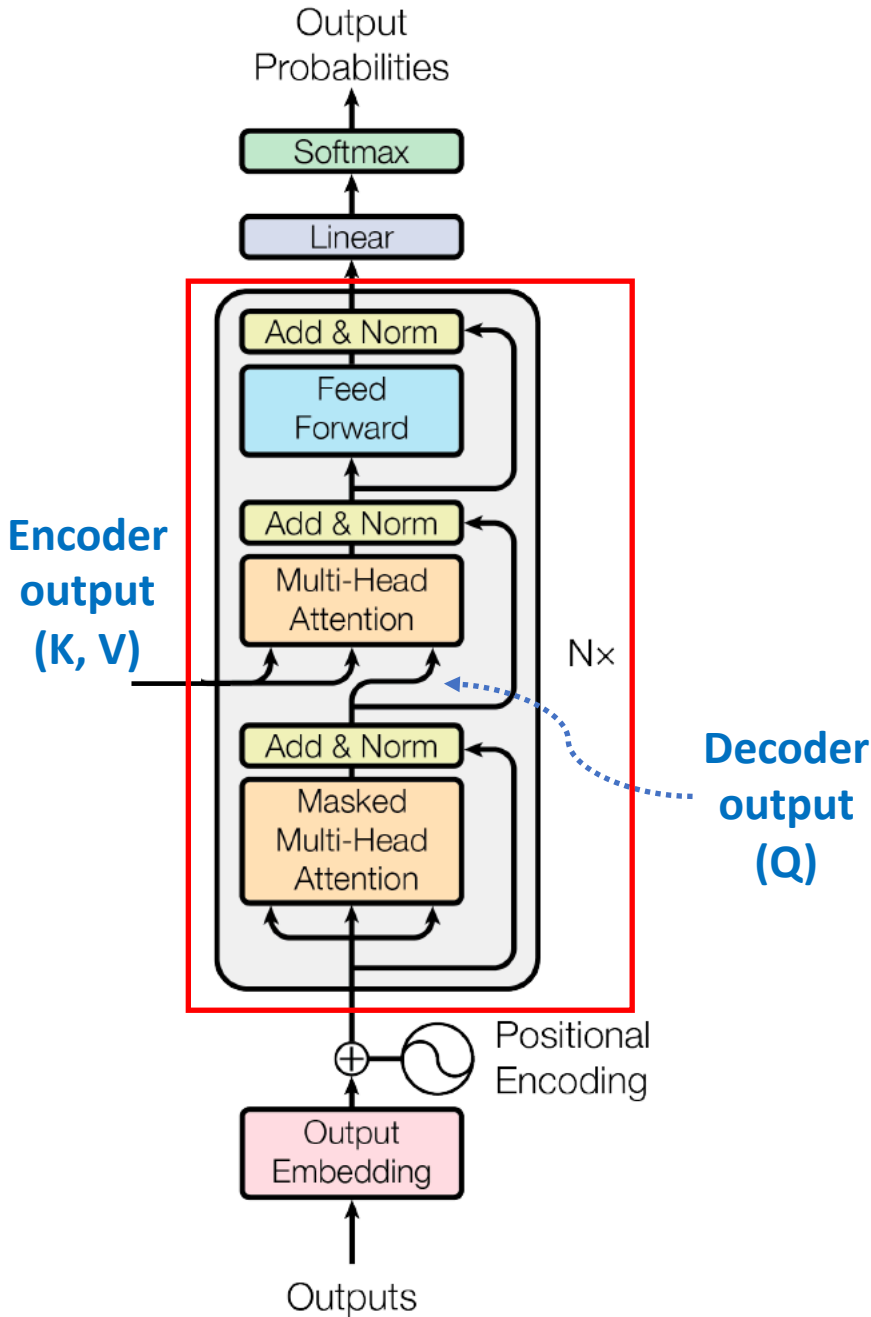 Output
Probabilities
Softmax
Linear
Add & Norm
Feed
Forward
Add & Norm
Encoder
output
(K, V)
Multi-Head
Attention
N×
Add & Norm
Decoder
output
(Q)
Masked
Multi-Head
Attention
Positional
Encoding
Output
Embedding
Outputs